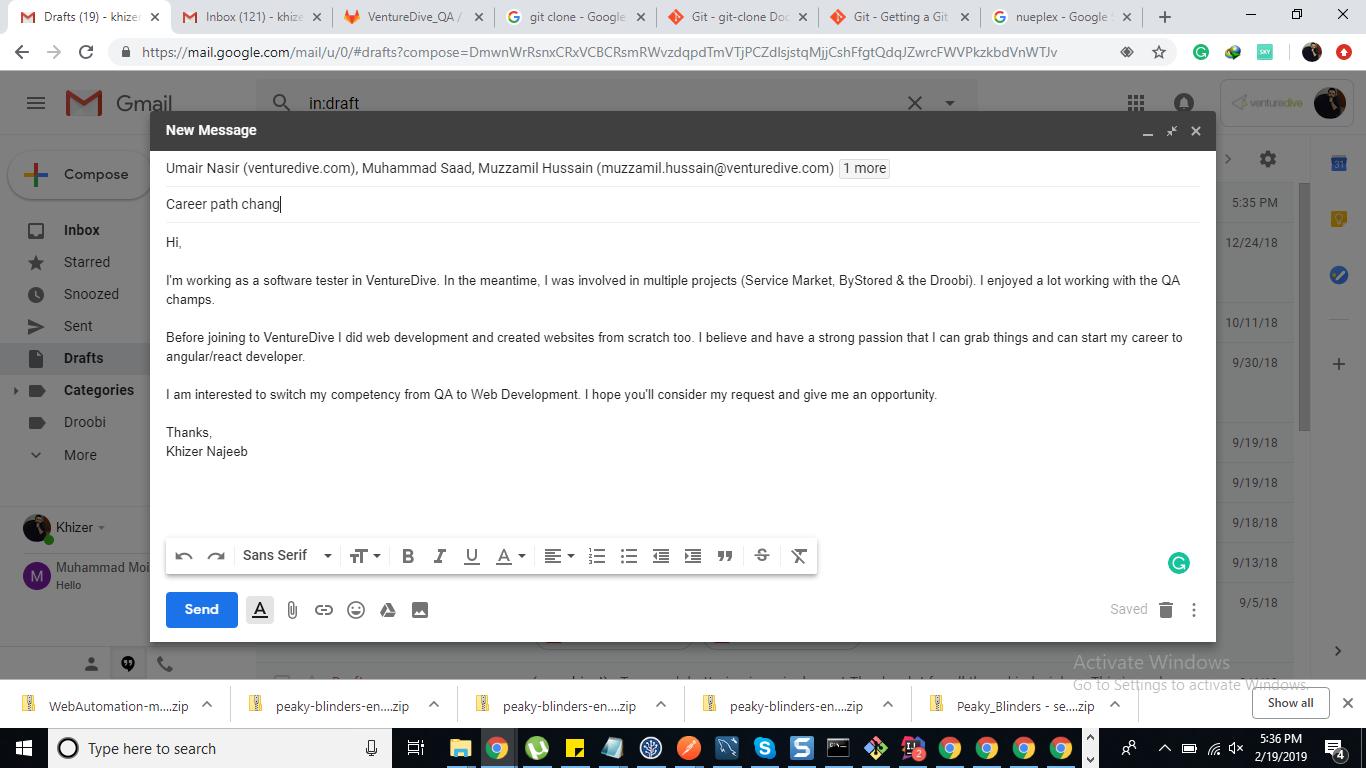 Drafts (19) - khizer
Inbox (121) - khize
VentureDive_QA /
git clone - Google
Git - git-clone Doc
Git - Getting a Git
nueplex - Google S
https://mail.google.com/mail/u/0/#drafts?compose=DmwnWrRsnxCRxVCBCRsmRWvzdqpdTmVTjPCZdlsjstqMjjCshFfgtQdqJZwrcFWVPkzkbdVnWTJv
SKY
Gmail
in:draft
venturedive
New Message
Umair Nasir (venturedive.com), Muhammad Saad, Muzzamil Hussain (muzzamil.hussain@venturedive.com) 1 more
Compose
Career path chang
5:35 PM
Inbox
Hi,
12/24/18
Starred
I'm working as a software tester in VentureDive. In the meantime, I was involved in multiple projects (Service Market, ByStored & the Droobi). I enjoyed a lot working with the QA
champs.
Snoozed
Sent
10/11/18
Before joining to VentureDive I did web development and created websites from scratch too. I believe and have a strong passion that I can grab things and can start my career to
angular/react developer.
Drafts
9/30/18
Categories
I am interested to switch my competency from QA to Web Development. I hope you'll consider my request and give me an opportunity.
Droobi
Thanks,
9/19/18
Khizer Najeeb
More
9/19/18
Khizer
9/18/18
Sans Serif
Muhammad Moi
Hello
9/13/18
Send
Saved
9/5/18
Activate Windows
Go to Settings to activate Windows.
WebAutomation-m....zip
peaky-blinders-en....zip
peaky-blinders-en....zip
peaky-blinders-en....zip
Peaky_Blinders - se....zip
Show all
Type here to search
2
5:36 PM
2/19/2019
4